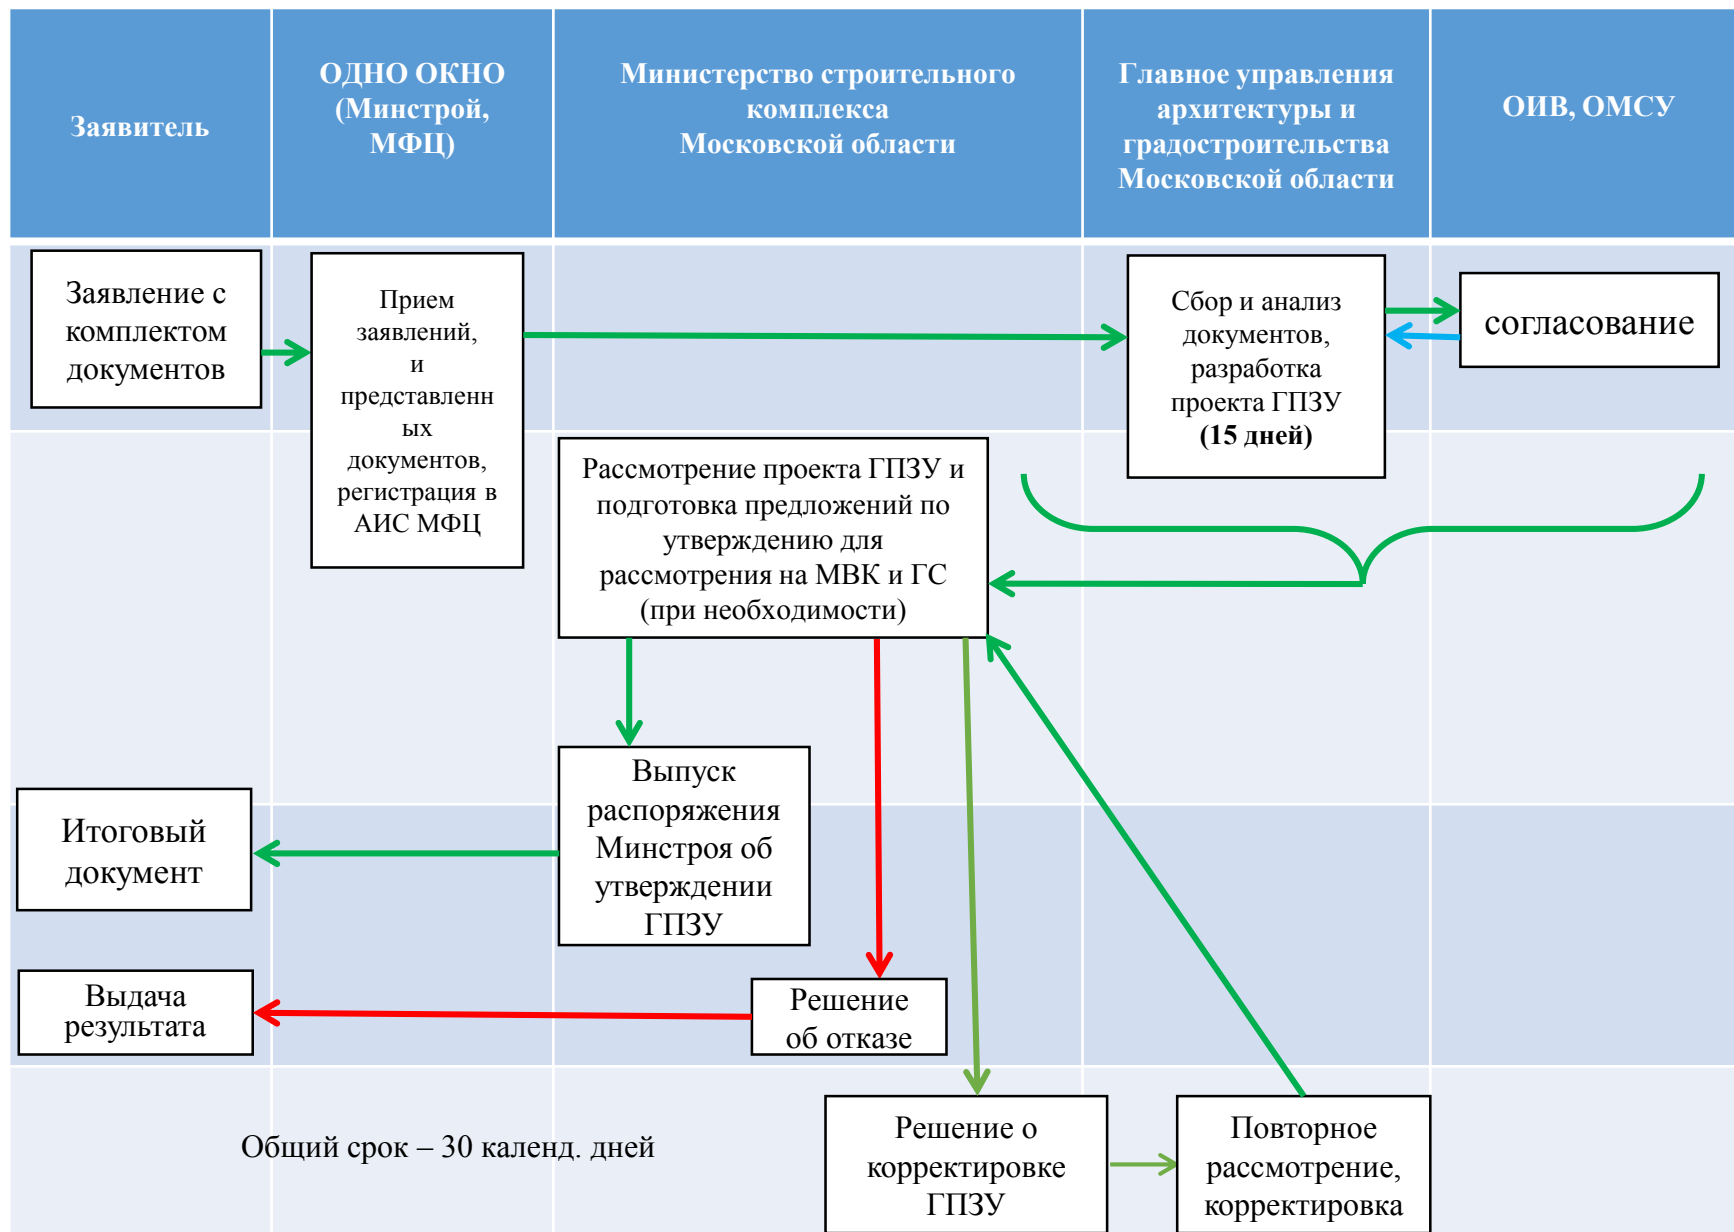 Заявитель
ОДНО ОКНО
(Минстрой,
МФЦ)
Министерство строительного
комплекса
Московской области
Главное управления
архитектуры и
градостроительства
Московской области
ОИВ, ОМСУ
Заявление с
комплектом
документов
Прием
заявлений,
и
представленн
ых
документов,
регистрация в
АИС МФЦ
Сбор и анализ
документов,
разработка
проекта ГПЗУ
(15 дней)
согласование
Рассмотрение проекта ГПЗУ и
подготовка предложений по
утверждению для
рассмотрения на МВК и ГС
(при необходимости)
Выпуск
распоряжения
Минстроя об
утверждении
ГПЗУ
Итоговый
документ
Выдача
результата
Решение
об отказе
Общий срок – 30 календ. дней
Решение о
корректировке
ГПЗУ
Повторное
рассмотрение,
корректировка